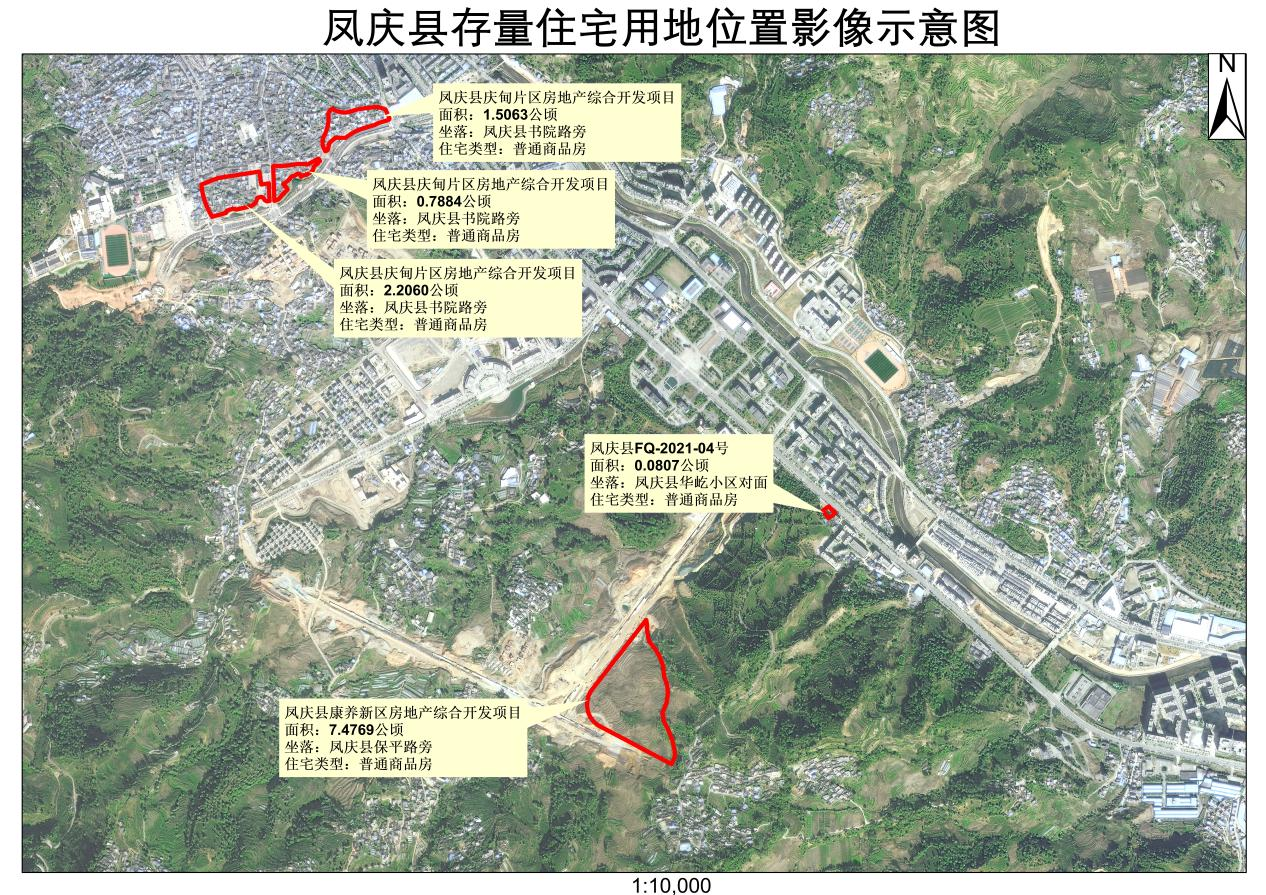 凤庆县存量住宅用地位置影像示意图
N
凤庆县庆甸片区房地产综合开发项目
面积：1.5063公顷
坐落：凤庆县书院路旁
住宅类型：普通商品房
凤庆县庆甸片区房地产综合开发项目
面积：0.7884公顷
坐落：凤庆县书院路旁
住宅类型：普通商品房
凤庆县庆甸片区房地产综合开发项目
面积：2.2060公顷
坐落：凤庆县书院路旁
住宅类型：普通商品房
凤庆县FQ-2021-04号
面积：0.0807公顷
坐落：凤庆县华屹小区对面
住宅类型：普通商品房
凤庆县康养新区房地产综合开发项目
面积：7.4769公顷
坐落：凤庆县保平路旁
住宅类型：普通商品房
1:10,000